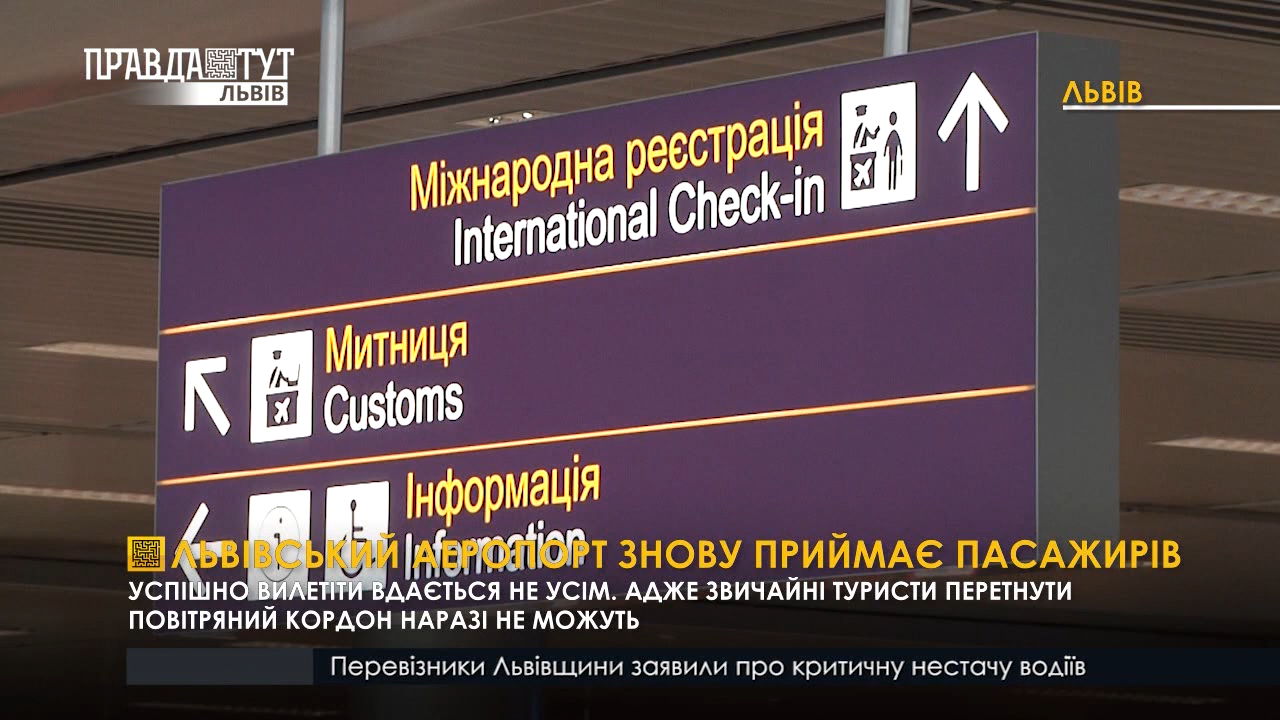 ПРАВДА ТУТ
ЛЬВІВ
ЛЬВІВ
Міжнародна реєстрація
International Check-in
Митниця
Customs
Інформація
Information
ЛЬВІВСЬКИЙ АЕРОПОРТ ЗНОВУ ПРИЙМАЄ ПАСАЖИРІВ
УСПІШНО ВИЛЕТІТИ ВДАЄТЬСЯ НЕ УСІМ. АДЖЕ ЗВИЧАЙНІ ТУРИСТИ ПЕРЕТНУТИ
ПОВІТРЯНИЙ КОРДОН НАРАЗІ НЕ МОЖУТЬ
Перевізники Львівщини заявили про критичну нестачу водіїв